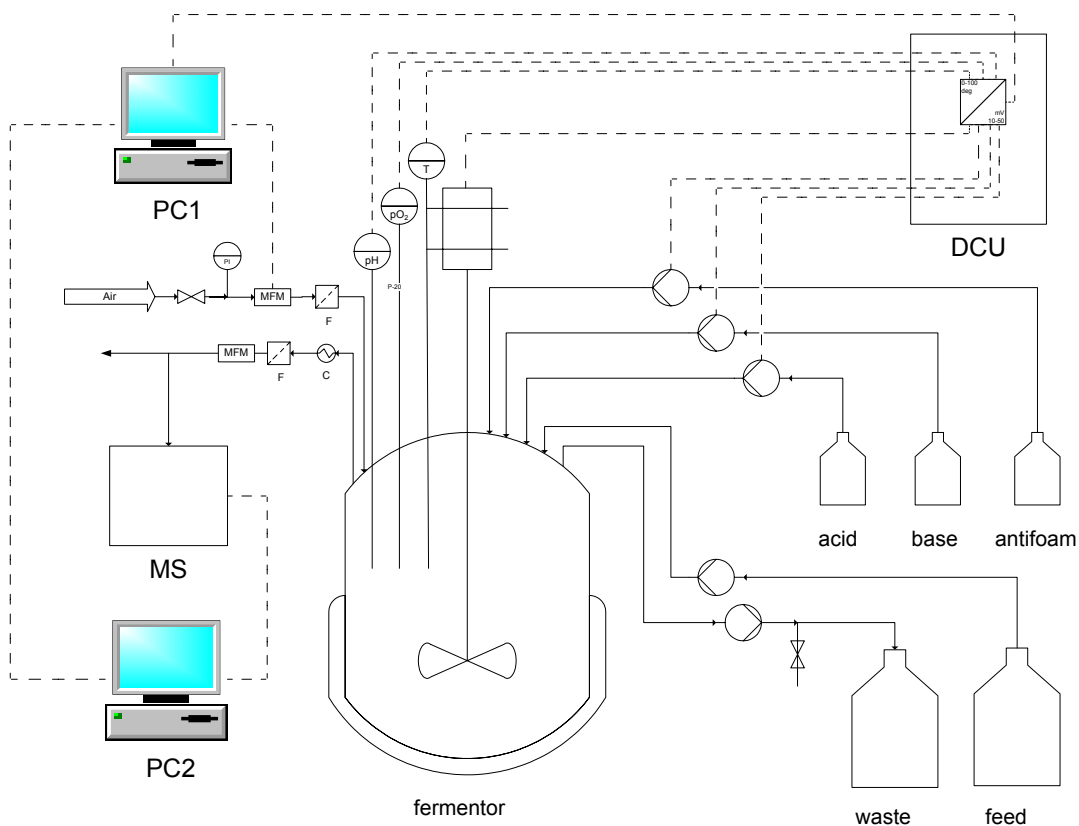 0-100
deg
mV
10-50
DCU
PC1
T
pO₂
pH
PI
P-20
Air
MFM
F
MFM
F
C
MS
acid
base
antifoam
PC2
fermentor
waste
feed